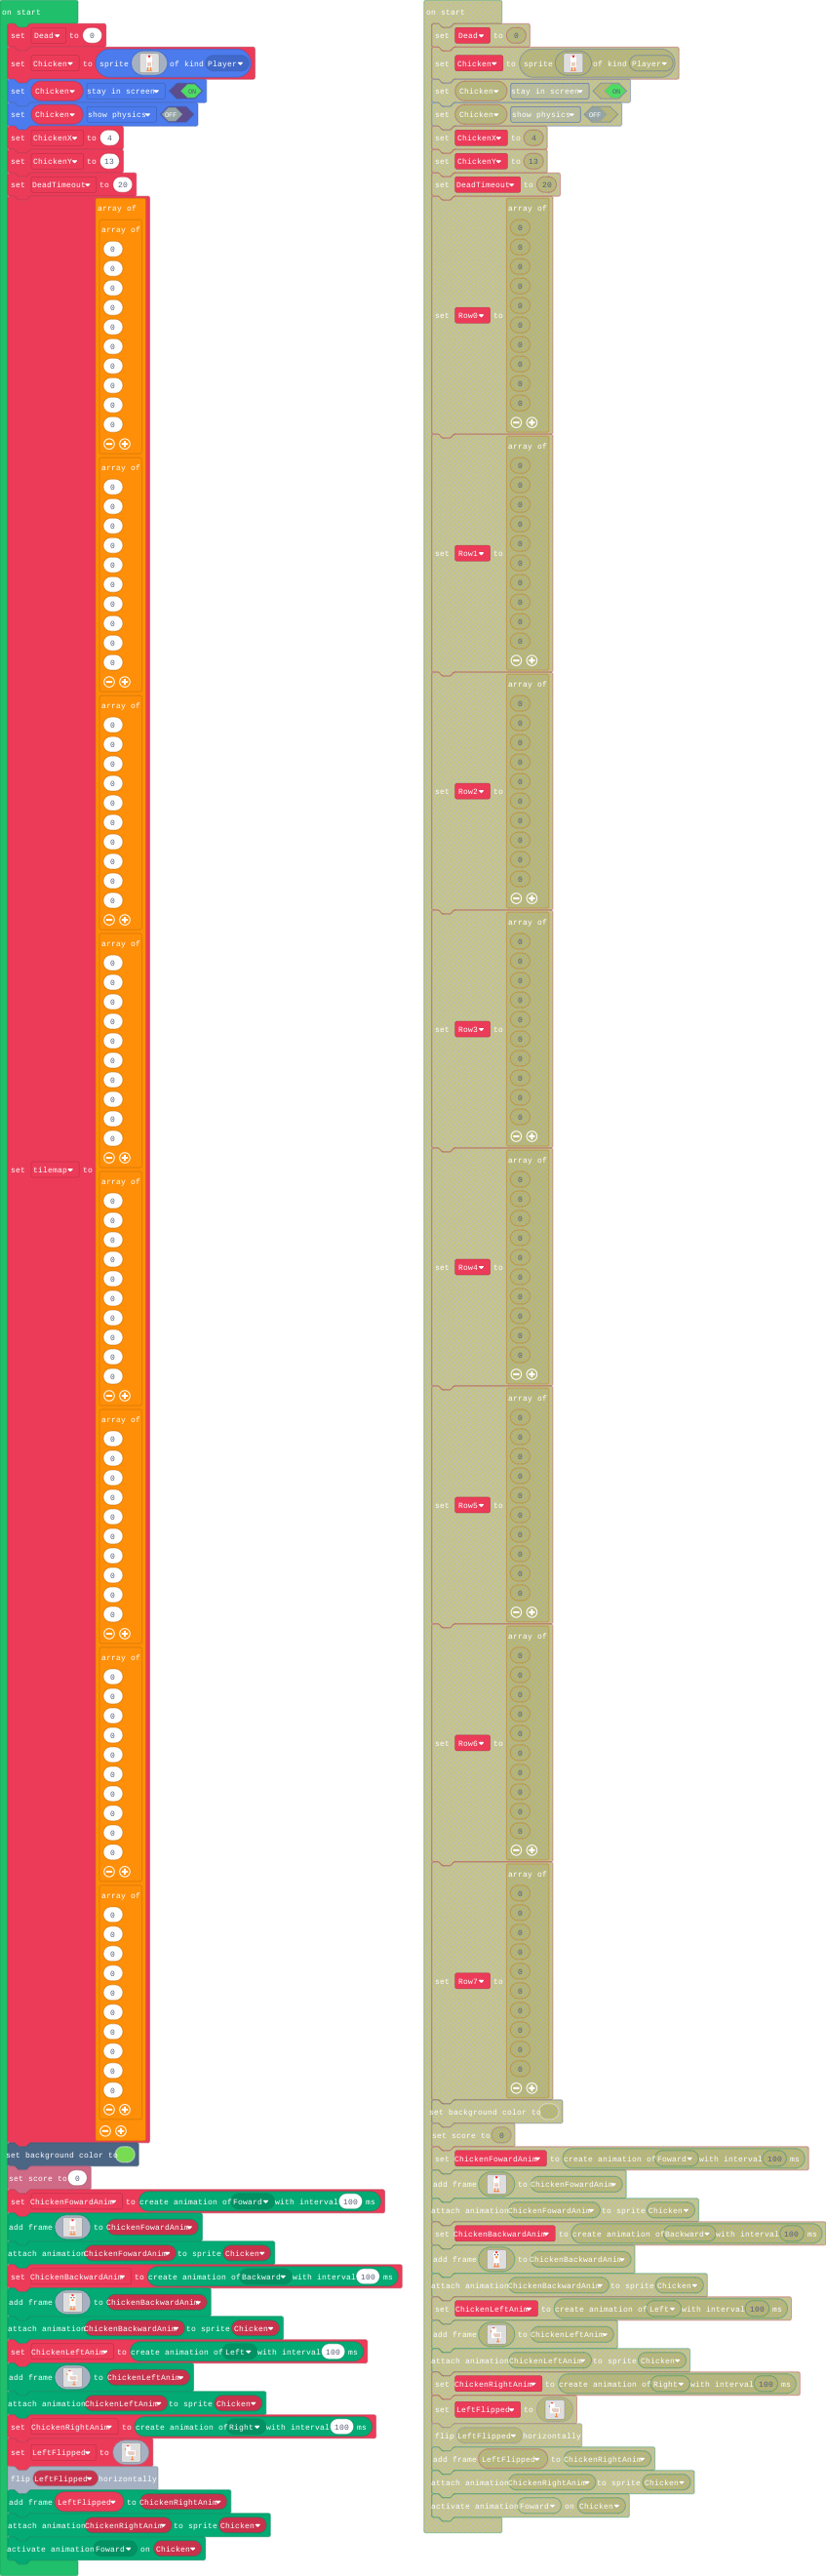 on start
set Dead to 0
set Chicken to sprite of kind Player
set Chicken stay in screen ON
set Chicken show physics OFF
set ChickenX to 4
set ChickenY to 13
set DeadTimeout to 20
set tilemap to
array of
array of
0
0
0
0
0
0
0
0
0
0
array of
0
0
0
0
0
0
0
0
0
0
array of
0
0
0
0
0
0
0
0
0
0
array of
0
0
0
0
0
0
0
0
0
0
array of
0
0
0
0
0
0
0
0
0
0
array of
0
0
0
0
0
0
0
0
0
0
array of
0
0
0
0
0
0
0
0
0
0
array of
0
0
0
0
0
0
0
0
0
0
set background color to
set score to 0
set ChickenFowardAnim to create animation of Foward with interval 100 ms
add frame to ChickenFowardAnim
attach animation ChickenFowardAnim to sprite Chicken
set ChickenBackwardAnim to create animation of Backward with interval 100 ms
add frame to ChickenBackwardAnim
attach animation ChickenBackwardAnim to sprite Chicken
set ChickenLeftAnim to create animation of Left with interval 100 ms
add frame to ChickenLeftAnim
attach animation ChickenLeftAnim to sprite Chicken
set ChickenRightAnim to create animation of Right with interval 100 ms
set LeftFlipped to
flip LeftFlipped horizontally
add frame LeftFlipped to ChickenRightAnim
attach animation ChickenRightAnim to sprite Chicken
activate animation Foward on Chicken
on start
set Dead to 0
set Chicken to sprite of kind Player
set Chicken stay in screen ON
set Chicken show physics OFF
set ChickenX to 4
set ChickenY to 13
set DeadTimeout to 20
set Row0 to
array of
0
0
0
0
0
0
0
0
0
0
set Row1 to
array of
0
0
0
0
0
0
0
0
0
0
set Row2 to
array of
0
0
0
0
0
0
0
0
0
0
set Row3 to
array of
0
0
0
0
0
0
0
0
0
0
set Row4 to
array of
0
0
0
0
0
0
0
0
0
0
set Row5 to
array of
0
0
0
0
0
0
0
0
0
0
set Row6 to
array of
0
0
0
0
0
0
0
0
0
0
set Row7 to
array of
0
0
0
0
0
0
0
0
0
0
set background color to
set score to 0
set ChickenFowardAnim to create animation of Foward with interval 100 ms
add frame to ChickenFowardAnim
attach animation ChickenFowardAnim to sprite Chicken
set ChickenBackwardAnim to create animation of Backward with interval 100 ms
add frame to ChickenBackwardAnim
attach animation ChickenBackwardAnim to sprite Chicken
set ChickenLeftAnim to create animation of Left with interval 100 ms
add frame to ChickenLeftAnim
attach animation ChickenLeftAnim to sprite Chicken
set ChickenRightAnim to create animation of Right with interval 100 ms
set LeftFlipped to
flip LeftFlipped horizontally
add frame LeftFlipped to ChickenRightAnim
attach animation ChickenRightAnim to sprite Chicken
activate animation Foward on Chicken